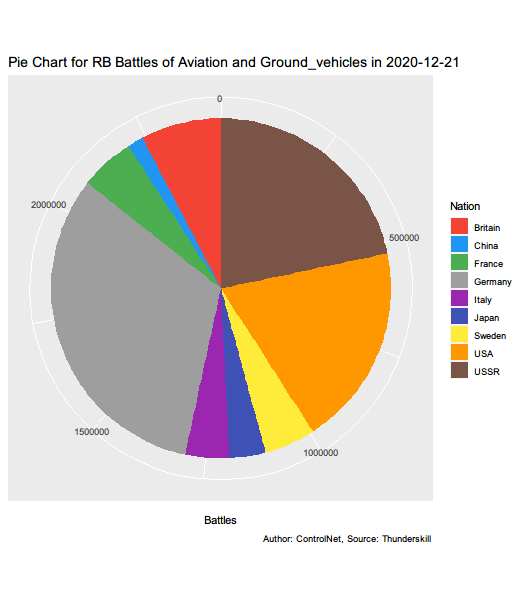 Pie Chart for RB Battles of Aviation and Ground_vehicles in 2020-12-21
0
500000
1000000
1500000
2000000
Nation
Britain
China
France
Germany
Italy
Japan
Sweden
USA
USSR
Battles
Author: ControlNet, Source: Thunderskill